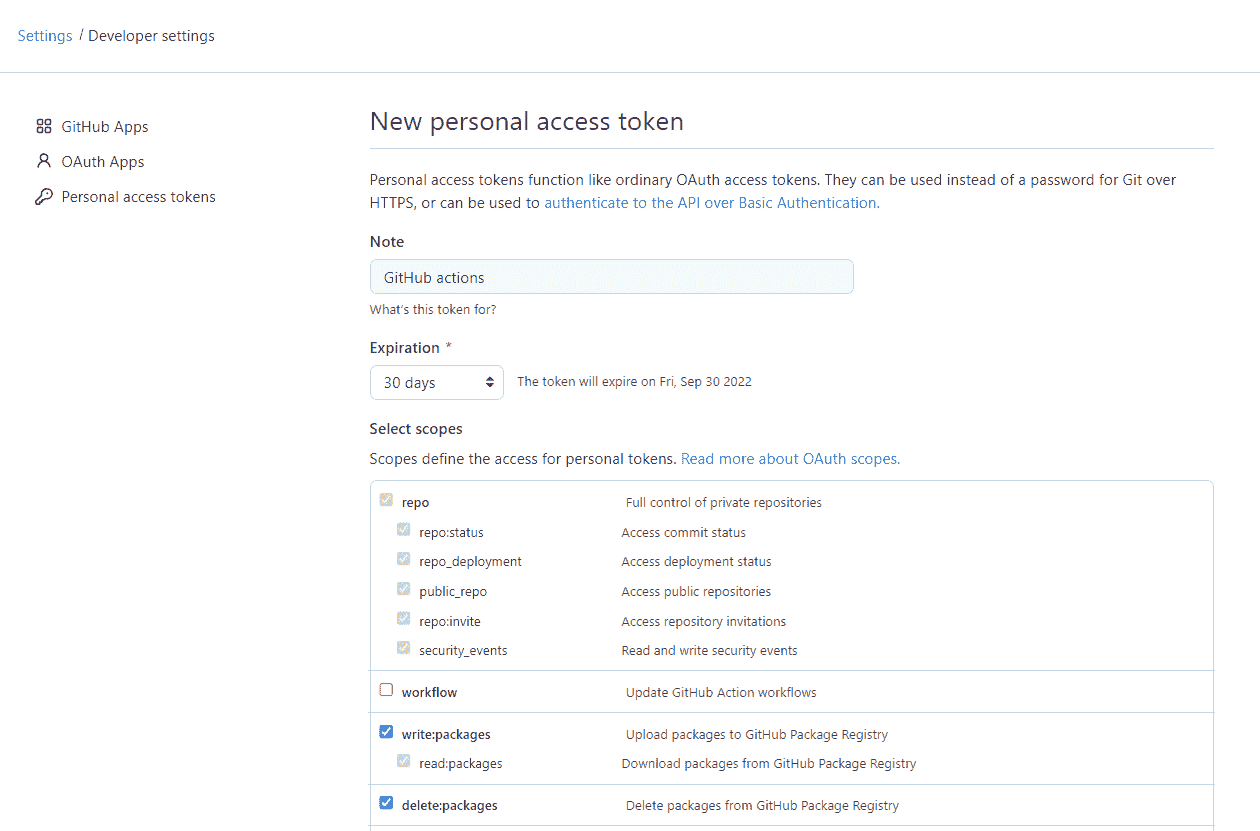 Settings / Developer settings
GitHub Apps
OAuth Apps
Personal access tokens
New personal access token
Personal access tokens function like ordinary OAuth access tokens. They can be used instead of a password for Git over
HTTPS, or can be used to authenticate to the API over Basic Authentication.
Note
GitHub actions
What's this token for?
Expiration *
30 days The token will expire on Fri, Sep 30 2022
Select scopes
Scopes define the access for personal tokens. Read more about OAuth scopes.
repo Full control of private repositories
repo:status Access commit status
repo_deployment Access deployment status
public_repo Access public repositories
repo:invite Access repository invitations
security_events Read and write security events
workflow Update GitHub Action workflows
write:packages Upload packages to GitHub Package Registry
read:packages Download packages from GitHub Package Registry
delete:packages Delete packages from GitHub Package Registry